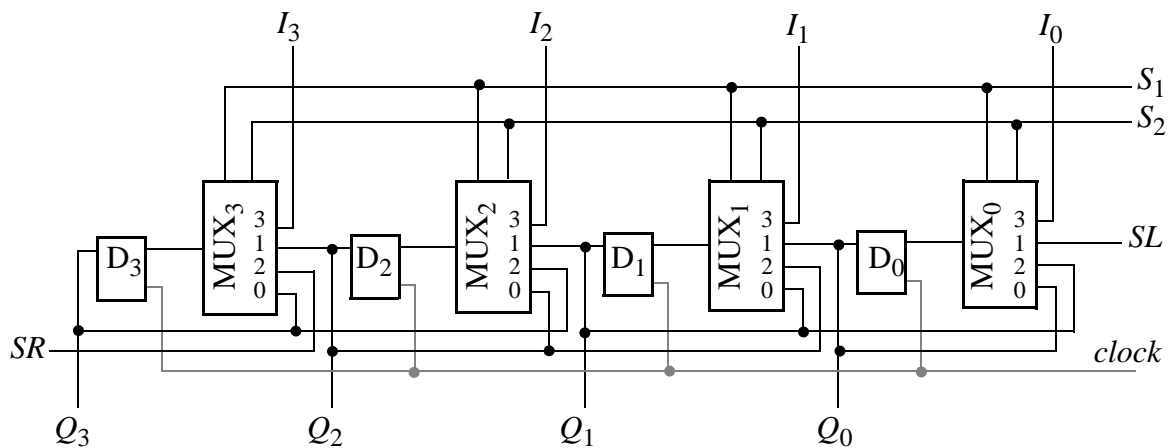 I3 I2 I1 I0
S1
S2
MUX3 3 1 2 0
MUX2 3 1 2 0
MUX1 3 1 2 0
MUX0 3 1 2 0
D3 D2 D1 D0
SL
SR
clock
Q3 Q2 Q1 Q0